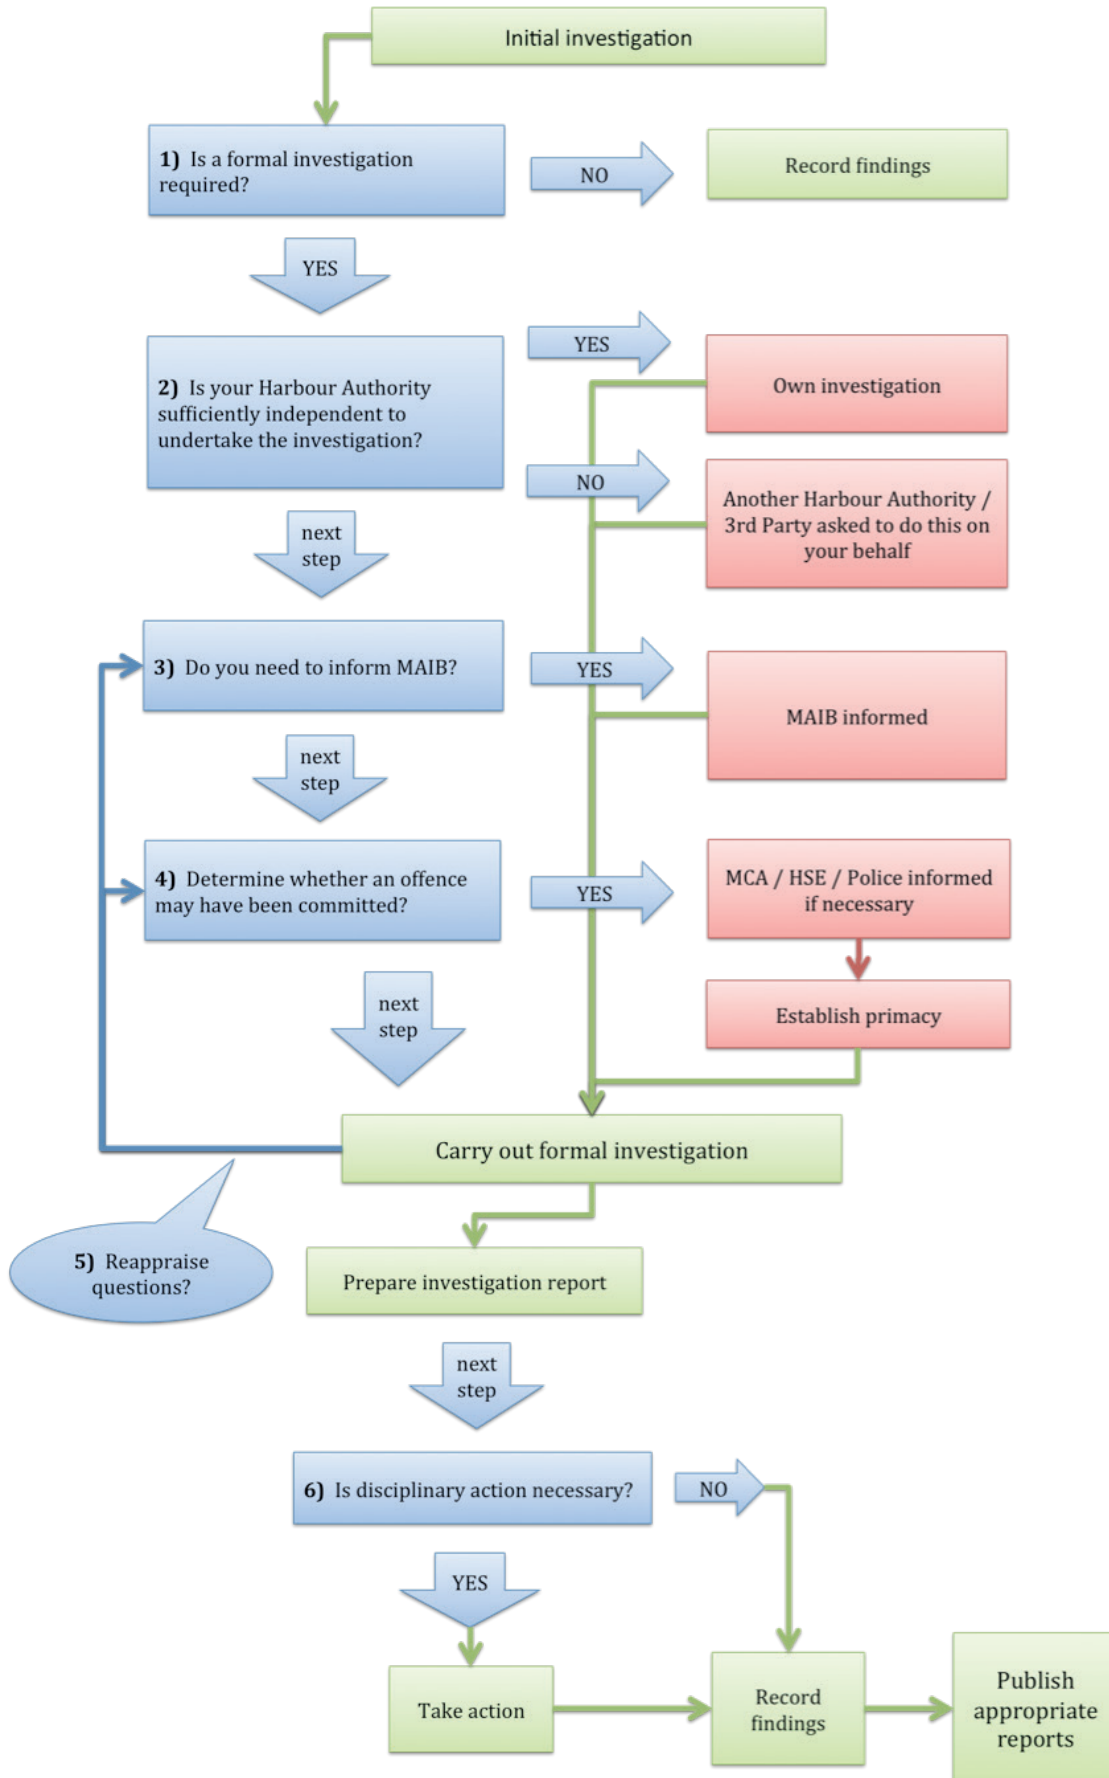 Initial investigation
1) Is a formal investigation
required?
NO
Record findings
YES
2) Is your Harbour Authority
sufficiently independent to
undertake the investigation?
YES
Own investigation
NO
Another Harbour Authority /
3rd Party asked to do this on
your behalf
next
step
3) Do you need to inform MAIB?
YES
MAIB informed
next
step
4) Determine whether an offence
may have been committed?
YES
MCA / HSE / Police informed
if necessary
Establish primacy
next
step
Carry out formal investigation
5) Reappraise
questions?
Prepare investigation report
next
step
6) Is disciplinary action necessary?
NO
YES
Take action
Record
findings
Publish
appropriate
reports